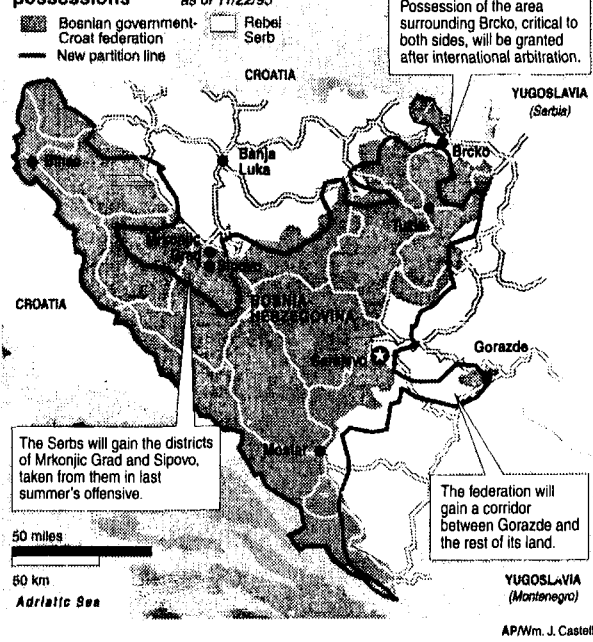 possessions as of 11/22/95
Bosnian government-
Croat federation
Rebel
Serb
New partition line
Possession of the area
surrounding Brcko, critical to
both sides, will be granted
after international arbitration.
CROATIA
YUGOSLAVIA
(Serbia)
Banja
Luka
Brcko
Tuzla
CROATIA
BOSNIA
HERZEGOVINA
Gorazde
Mostar
The Serbs will gain the districts
of Mrkonjic Grad and Sipovo,
taken from them in last
summer's offensive.
The federation will
gain a corridor
between Gorazde and
the rest of its land.
50 miles
50 km
Adriatic Sea
YUGOSLAVIA
(Montenegro)
AP/Wm. J. Castell